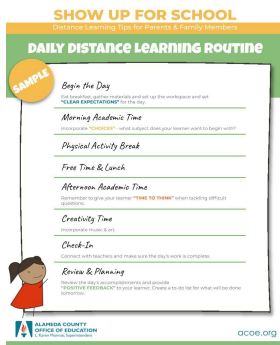 SHOW UP FOR SCHOOL
Distance Learning Tips for Parents & Family Members
DAILY DISTANCE LEARNING ROUTINE
SAMPLE
Begin the Day
Eat breakfast, gather materials and set up the workspace and set
"CLEAR EXPECTATIONS" for the day.
Morning Academic Time
Incorporate "CHOICES" - what subject does your learner want to begin with?
Physical Activity Break
Free Time & Lunch
Afternoon Academic Time
Remember to give your learner "TIME TO THINK" when tackling difficult
questions.
Creativity Time
Incorporate music & art.
Check-In
Connect with teachers and make sure the day's work is complete.
Review & Planning
Review the day's accomplishments and provide
"POSITIVE FEEDBACK" to your learner. Create a to-do list for what will be done
tomorrow.
ALAMEDA COUNTY
OFFICE OF EDUCATION
L. Karen Monroe, Superintendent
acoe.org